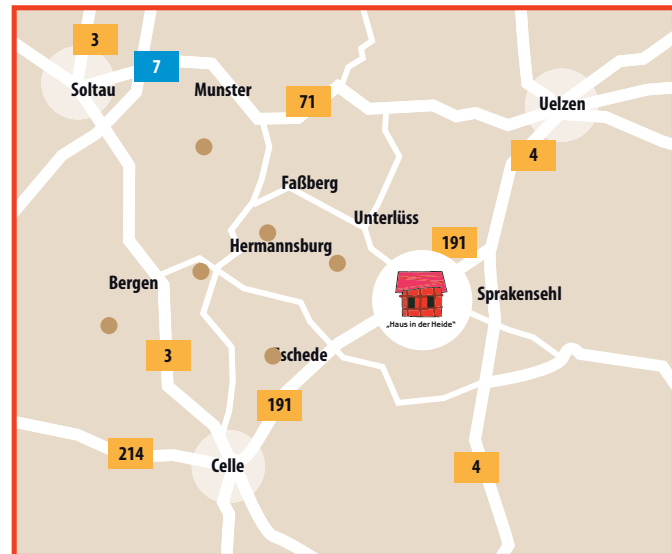 3
7
Soltau
Munster
71
Uelzen
4
Faßberg
Unterlüss
191
Hermannsburg
Bergen
Sprakensehl
„Haus in der Heide“
3
schede
191
214
Celle
4